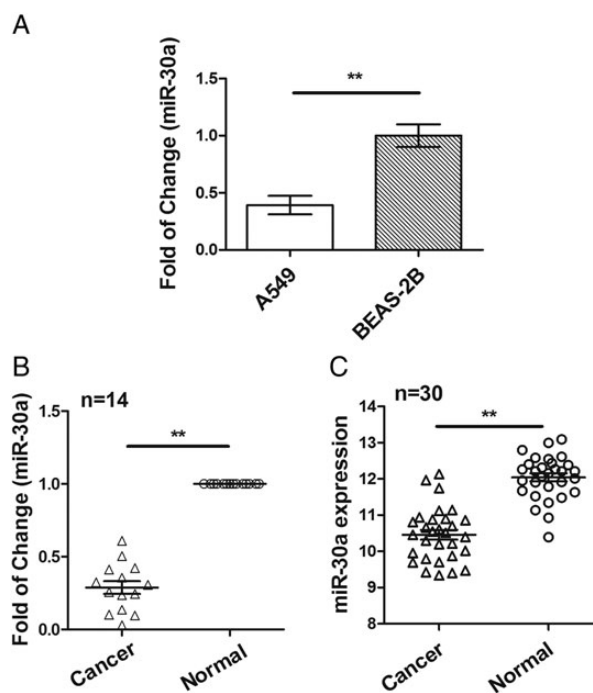 A
Fold of Change (miR-30a)
1.5
1.0
0.5
0.0
**
A549
BEAS-2B
B
Fold of Change (miR-30a)
n=14
1.5
1.0
0.5
0.0
**
Cancer
Normal
C
miR-30a expression
n=30
14
13
12
11
10
9
8
**
Cancer
Normal